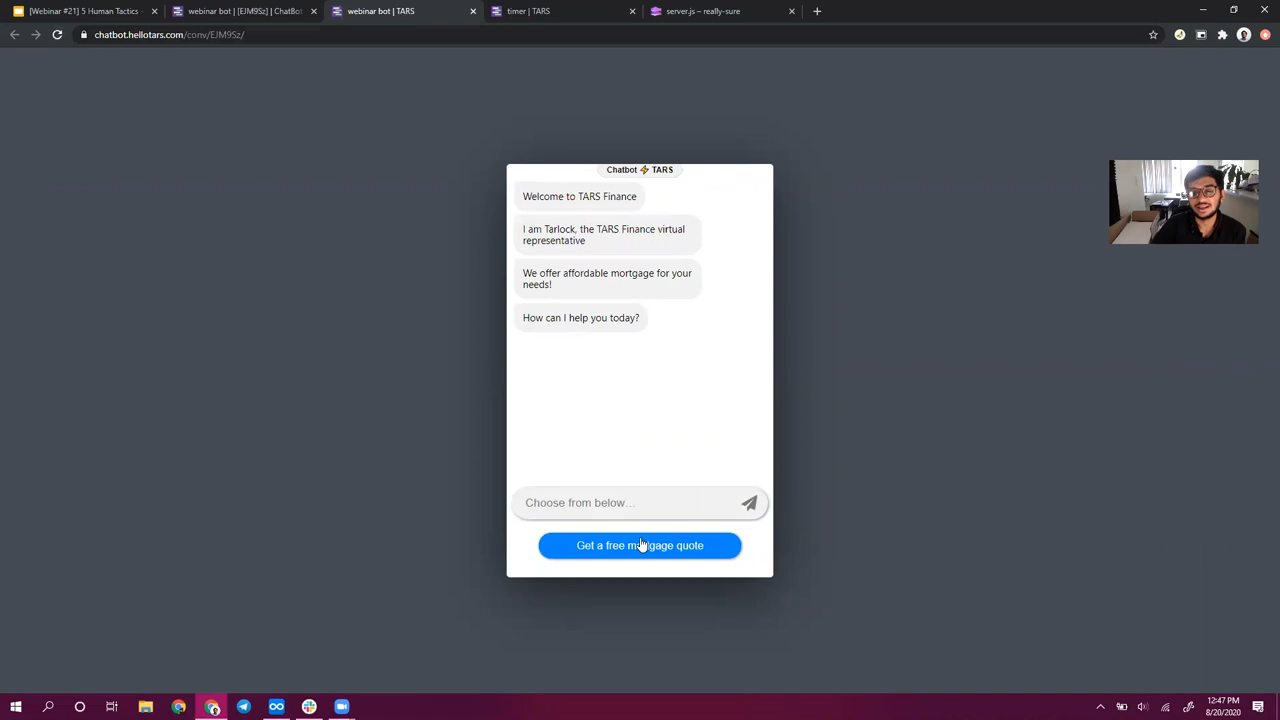 [Webinar #21] 5 Human Tactics -
webinar bot | [EJM9Sz] | ChatBot
webinar bot | TARS
timer | TARS
server.js – really-sure
chatbot.hellotars.com/conv/EJM9Sz/
Chatbot ⚡ TARS
Welcome to TARS Finance
I am Tarlock, the TARS Finance virtual
representative
We offer affordable mortgage for your
needs!
How can I help you today?
Choose from below...
Get a free mortgage quote
12:47 PM
8/20/2020